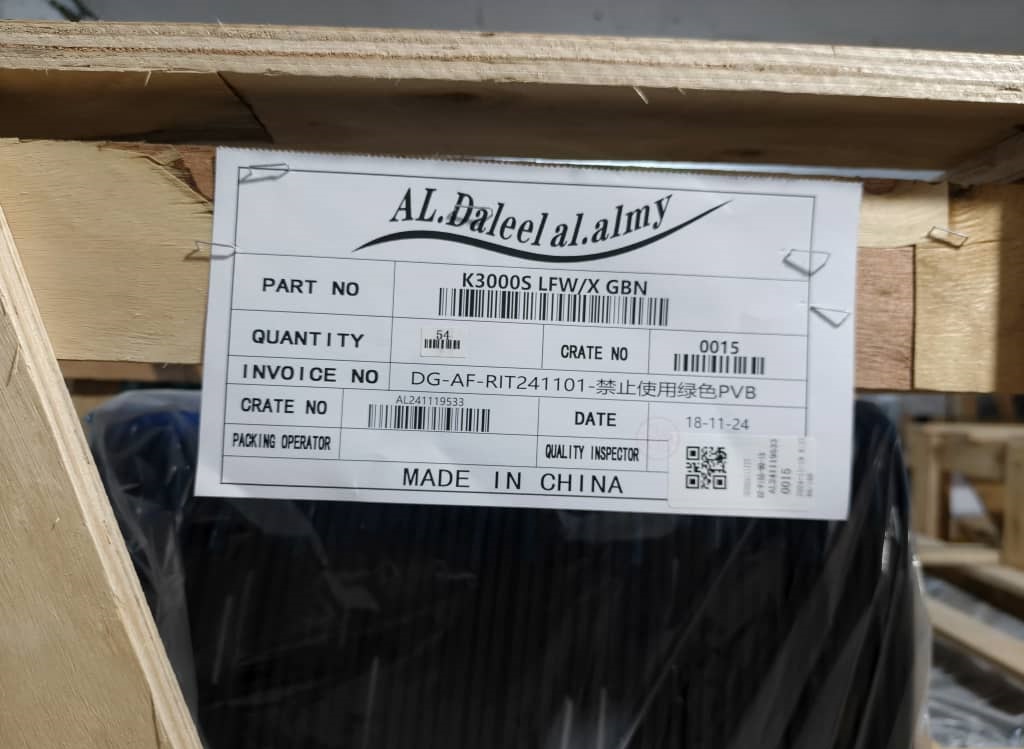 AL.Daleel al.almy
PART NO
K3000S LFW/X GBN
QUANTITY
54
CRATE NO
0015
INVOICE NO
DG-AF-RIT241101-禁止使用绿色PVB
CRATE NO
AL241119533
DATE
18-11-24
PACKING OPERATOR
QUALITY INSPECTOR
MADE IN CHINA
AL241119533
0015